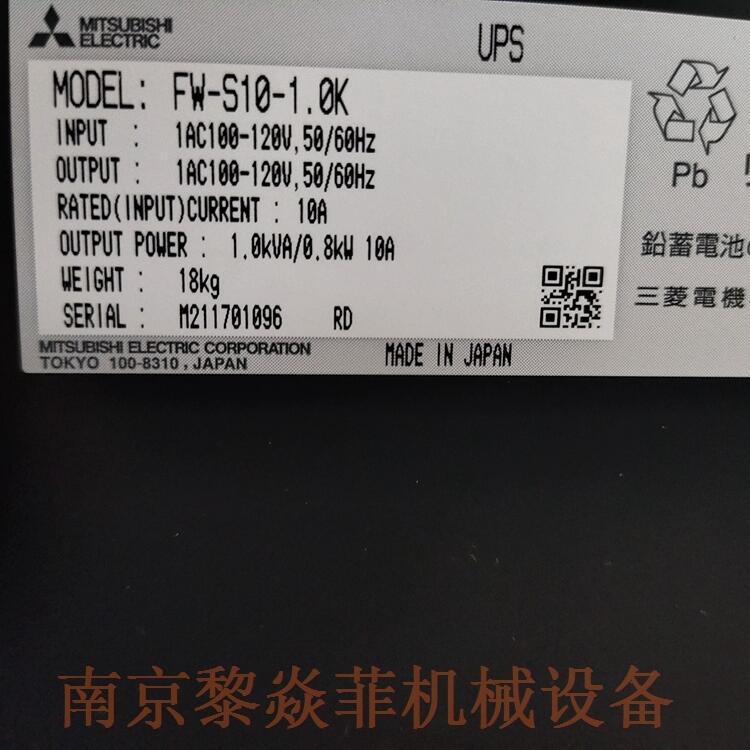 MITSUBISHI
ELECTRIC
UPS
MODEL: FW-S10-1.0K
INPUT : 1AC100-120V,50/60Hz
OUTPUT : 1AC100-120V,50/60Hz
RATED(INPUT)CURRENT : 10A
OUTPUT POWER : 1.0kVA/0.8kW 10A
WEIGHT : 18kg
SERIAL : M211701096 RD
MITSUBISHI ELECTRIC CORPORATION
TOKYO 100-8310 , JAPAN
MADE IN JAPAN
Pb
鉛蓄電池
三菱電機
南京黎焱菲机械设备